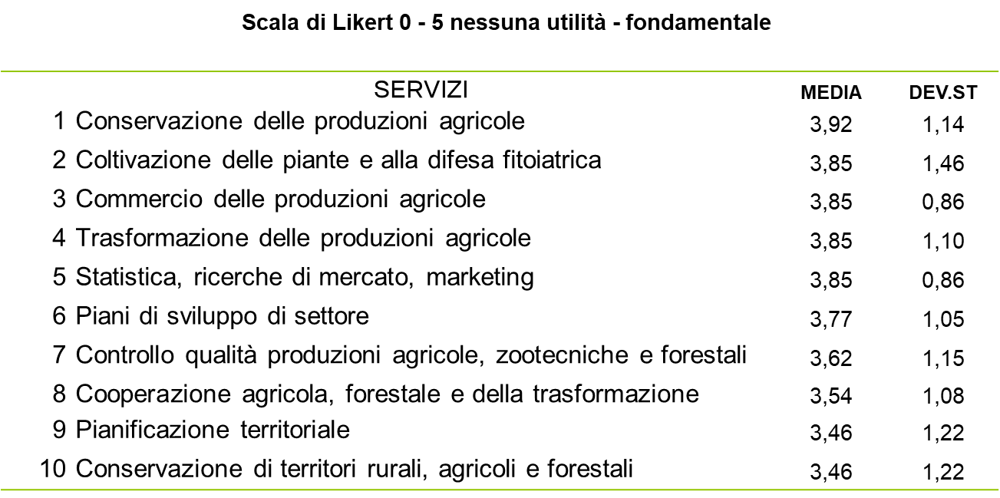 Scala di Likert 0 - 5 nessuna utilità - fondamentale
SERVIZI MEDIA DEV.ST
1 Conservazione delle produzioni agricole 3,92 1,14
2 Coltivazione delle piante e alla difesa fitoiatrica 3,85 1,46
3 Commercio delle produzioni agricole 3,85 0,86
4 Trasformazione delle produzioni agricole 3,85 1,10
5 Statistica, ricerche di mercato, marketing 3,85 0,86
6 Piani di sviluppo di settore 3,77 1,05
7 Controllo qualità produzioni agricole, zootecniche e forestali 3,62 1,15
8 Cooperazione agricola, forestale e della trasformazione 3,54 1,08
9 Pianificazione territoriale 3,46 1,22
10 Conservazione di territori rurali, agricoli e forestali 3,46 1,22